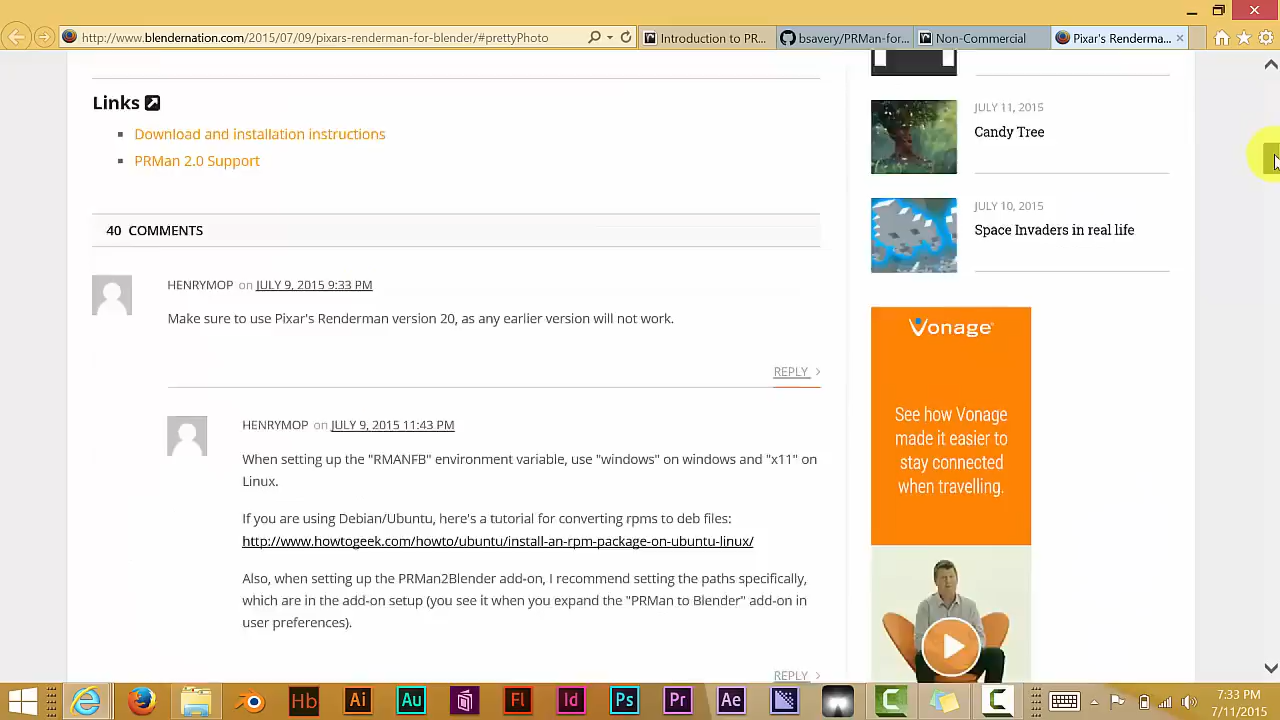 http://www.blendernation.com/2015/07/09/pixars-renderman-for-blender/#prettyPhoto
Introduction to PR...
bsavery/PRMan-for...
Non-Commercial
Pixar's Renderma...
Links
Download and installation instructions
PRMan 2.0 Support
40 COMMENTS
HENRYMOP on JULY 9, 2015 9:33 PM
Make sure to use Pixar's Renderman version 20, as any earlier version will not work.
REPLY
HENRYMOP on JULY 9, 2015 11:43 PM
When setting up the "RMANFB" environment variable, use "windows" on windows and "x11" on
Linux.
If you are using Debian/Ubuntu, here's a tutorial for converting rpms to deb files:
http://www.howtogeek.com/howto/ubuntu/install-an-rpm-package-on-ubuntu-linux/
Also, when setting up the PRMan2Blender add-on, I recommend setting the paths specifically,
which are in the add-on setup (you see it when you expand the "PRMan to Blender" add-on in
user preferences).
REPLY
JULY 11, 2015
Candy Tree
JULY 10, 2015
Space Invaders in real life
Vonage
See how Vonage
made it easier to
stay connected
when travelling.
Hb
Ai
Au
Fl
Id
Ps
Pr
Ae
C
C
7:33 PM
7/11/2015